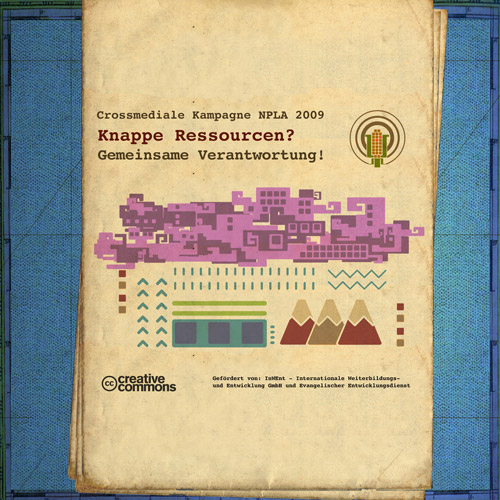 Crossmediale Kampagne NPLA 2009
Knappe Ressourcen?
Gemeinsame Verantwortung!
cc creative
commons
Gefördert von: InWEnt - Internationale Weiterbildungs-
und Entwicklung GmbH und Evangelischer Entwicklungsdienst